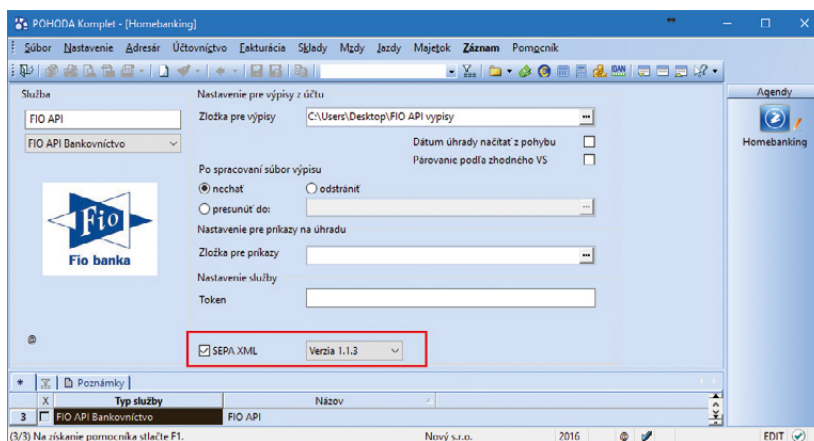 POHODA Komplet - [Homebanking]
Súbor Nastavenie Adresár Účtovníctvo Fakturácia Sklady Mzdy Jazdy Majetok Záznam Pomocník
Služba
FIO API
FIO API Bankovníctvo
Fio
Fio banka
Nastavenie pre výpisy z účtu
Zložka pre výpisy C:\Users\Desktop\FIO API vypisy ...
Dátum úhrady načítať z pohybu
Párovanie podľa zhodného VS
Po spracovaní súbor výpisu
nechať odstrániť
presunúť do: ...
Nastavenie pre príkazy na úhradu
Zložka pre príkazy ...
Nastavenie služby
Token
@
SEPA XML Verzia 1.1.3
Agendy
Homebanking
* Poznámky
X Typ služby Názov
3 FIO API Bankovníctvo FIO API
(3/3) Na získanie pomocníka stlačte F1. Nový s.r.o. 2016 @ EDIT